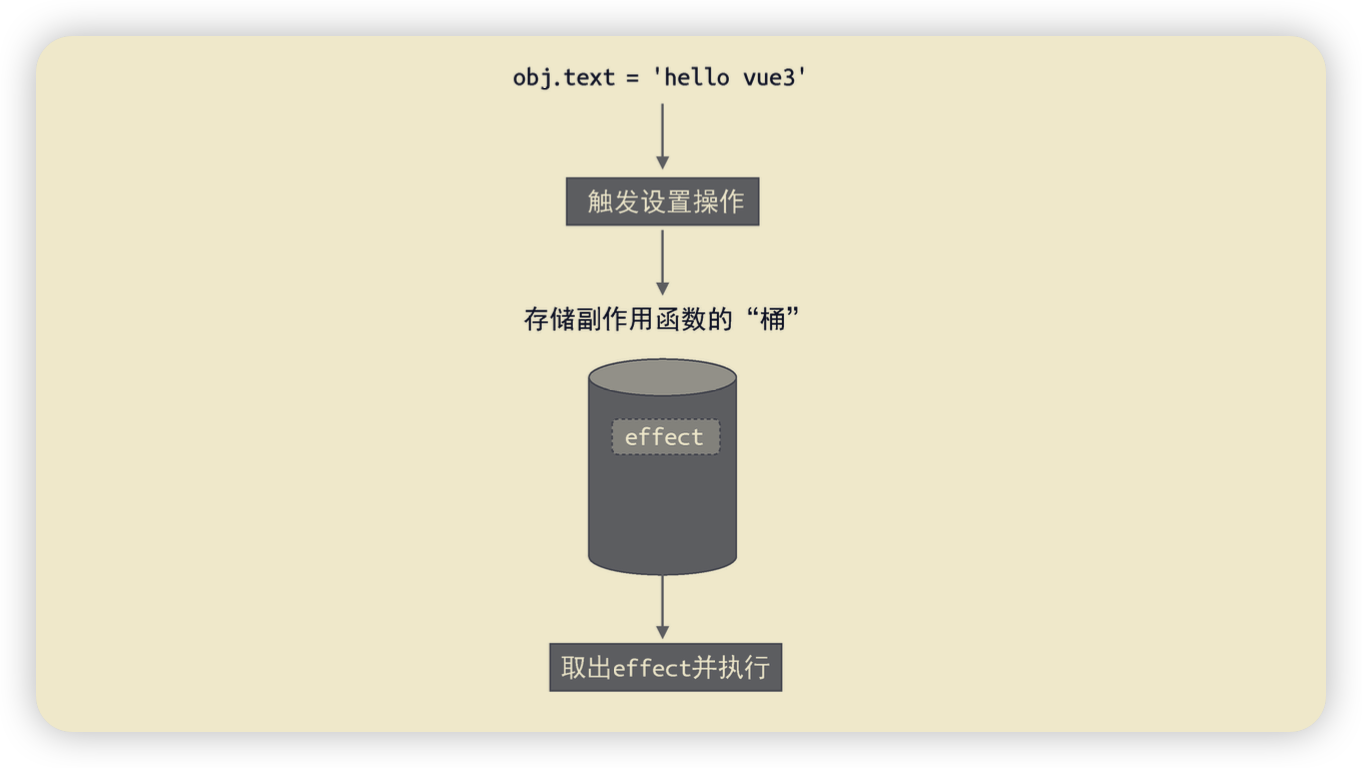 obj.text = 'hello vue3'
触发设置操作
存储副作用函数的“桶”
effect
取出effect并执行